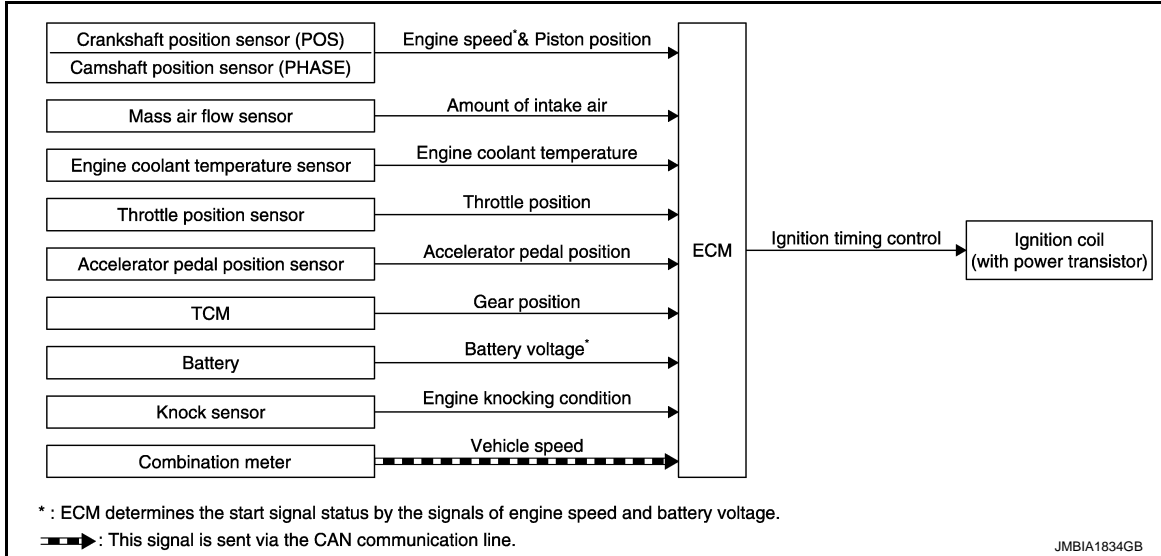 Crankshaft position sensor (POS)
Engine speed*& Piston position
Camshaft position sensor (PHASE)
Mass air flow sensor
Amount of intake air
Engine coolant temperature sensor
Engine coolant temperature
Throttle position sensor
Throttle position
Accelerator pedal position sensor
Accelerator pedal position
TCM
Gear position
Battery
Battery voltage*
Knock sensor
Engine knocking condition
Combination meter
Vehicle speed
ECM
Ignition timing control
Ignition coil
(with power transistor)
* : ECM determines the start signal status by the signals of engine speed and battery voltage.
: This signal is sent via the CAN communication line.
JMBIA1834GB